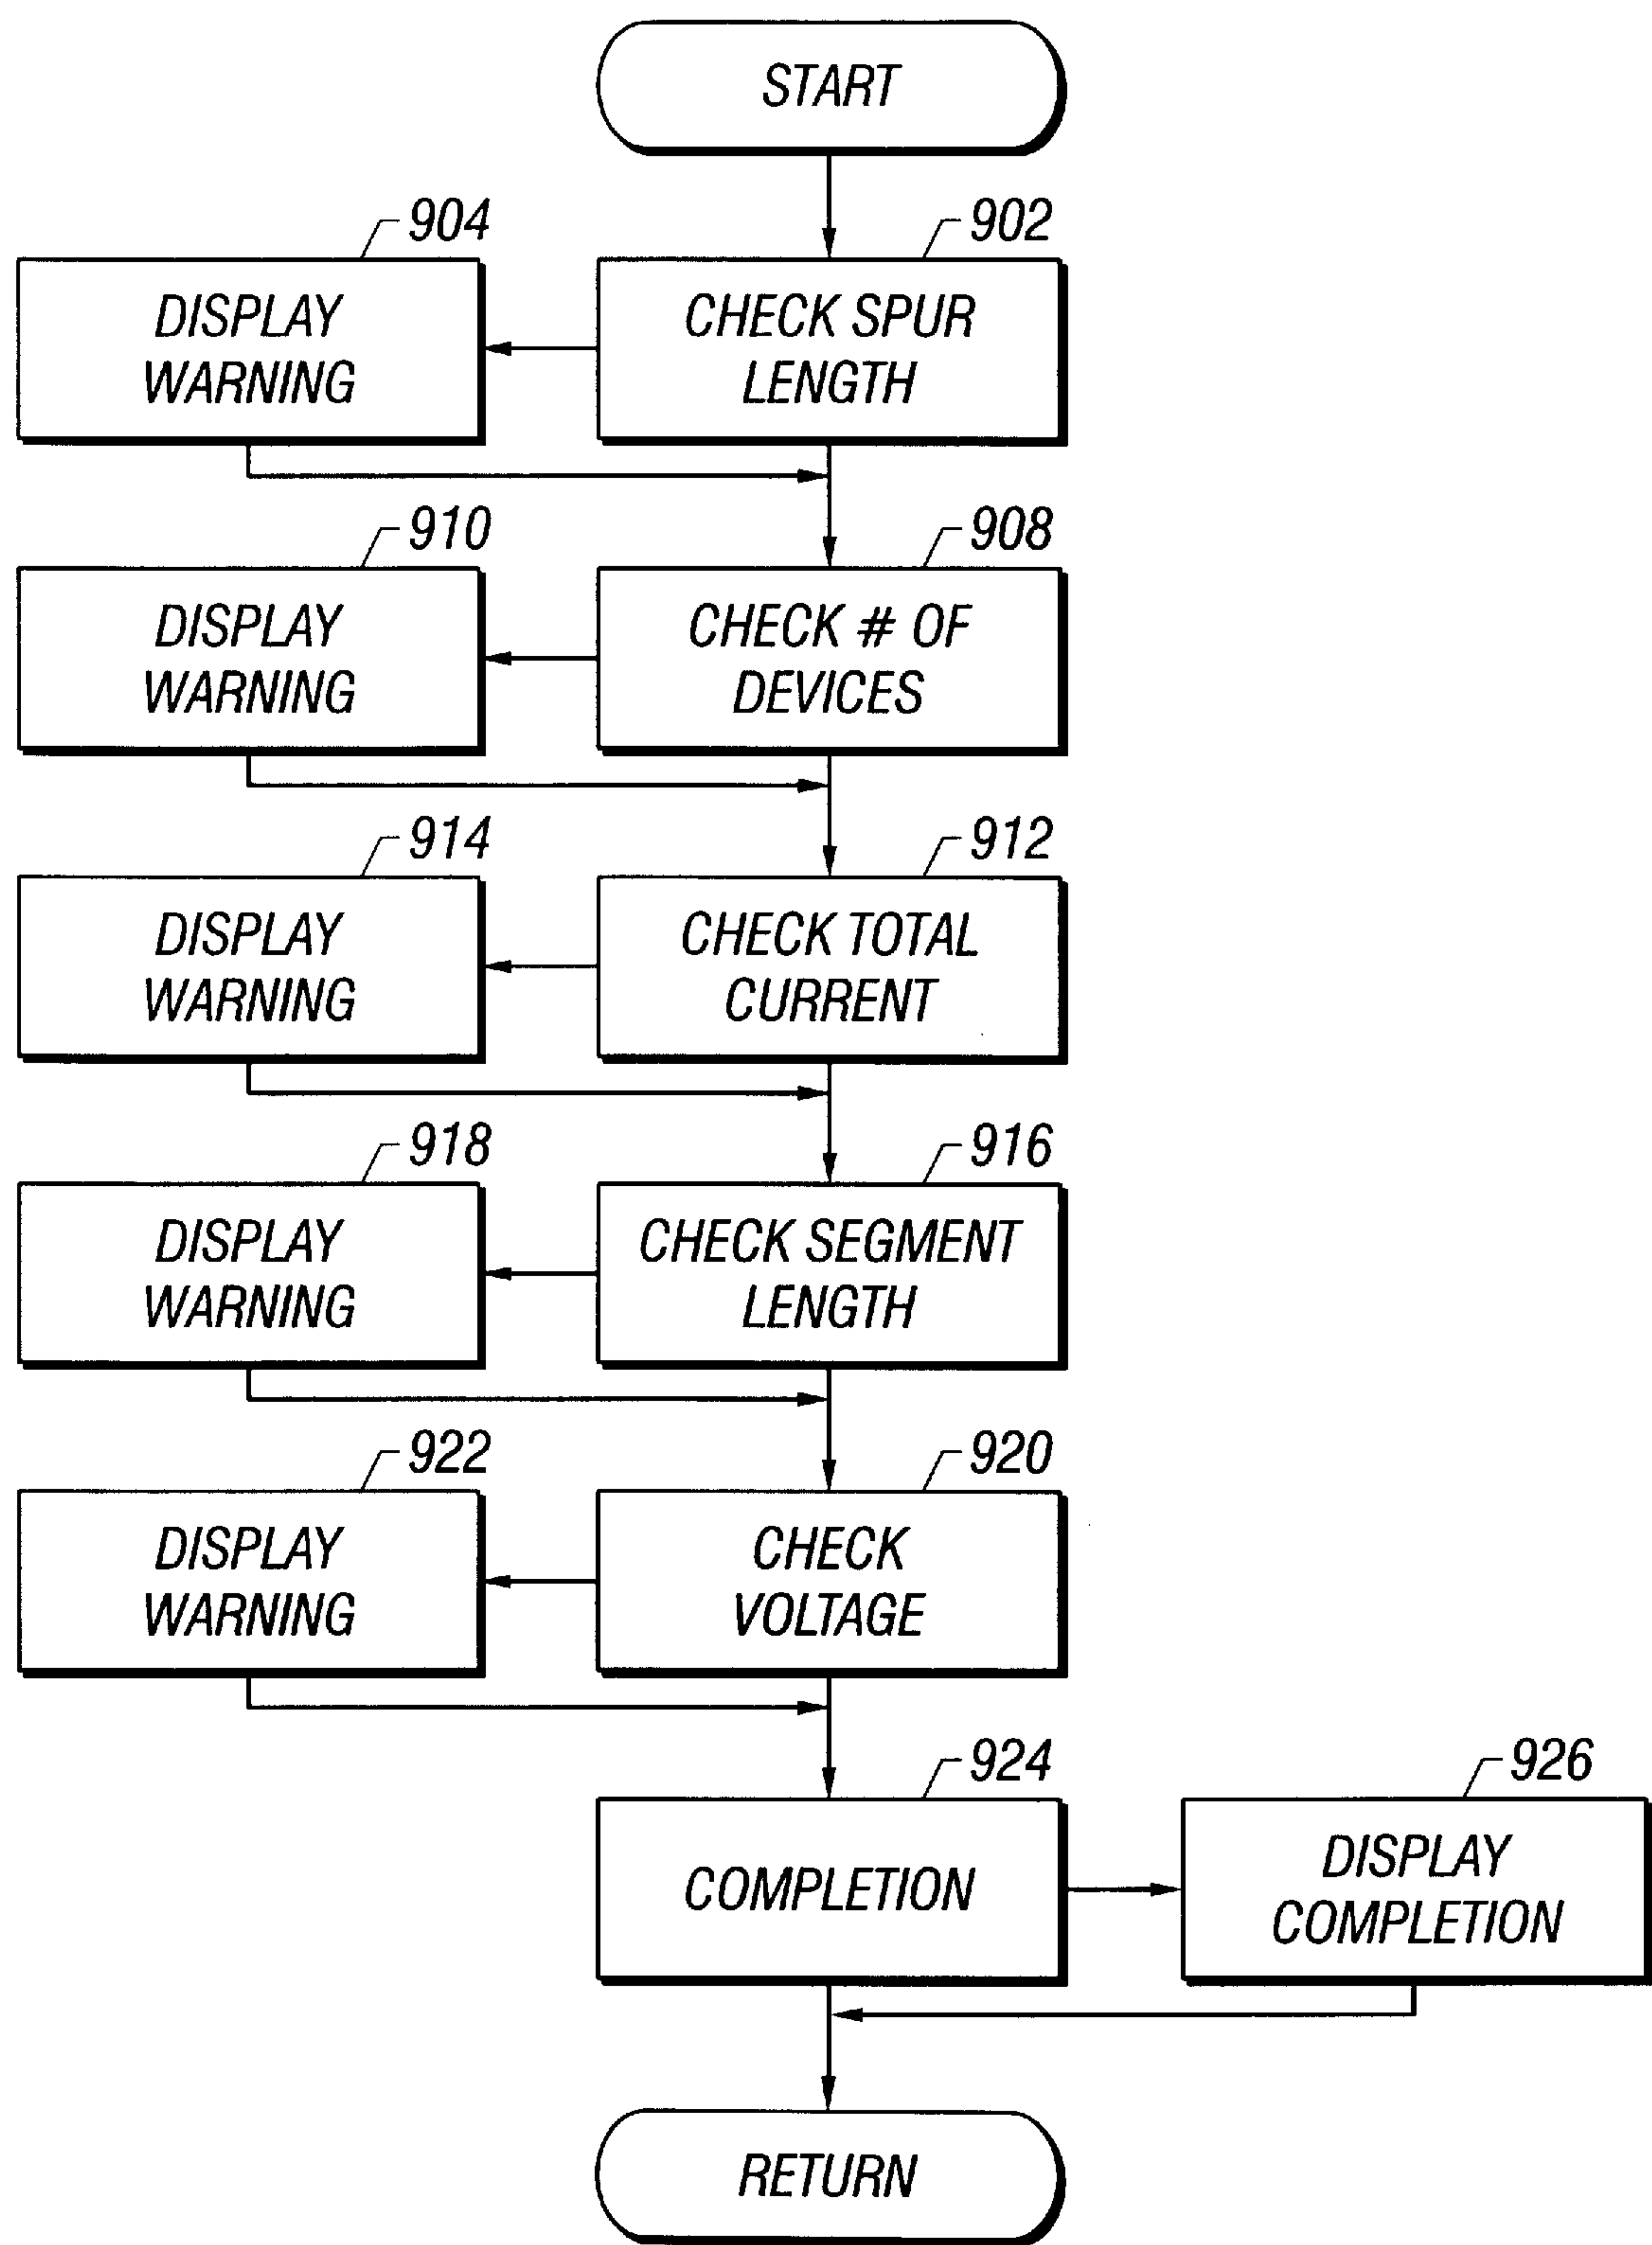 START
904
902
DISPLAY
WARNING
CHECK SPUR
LENGTH
910
908
DISPLAY
WARNING
CHECK # OF
DEVICES
914
912
DISPLAY
WARNING
CHECK TOTAL
CURRENT
918
916
DISPLAY
WARNING
CHECK SEGMENT
LENGTH
922
920
DISPLAY
WARNING
CHECK
VOLTAGE
924
926
COMPLETION
DISPLAY
COMPLETION
RETURN